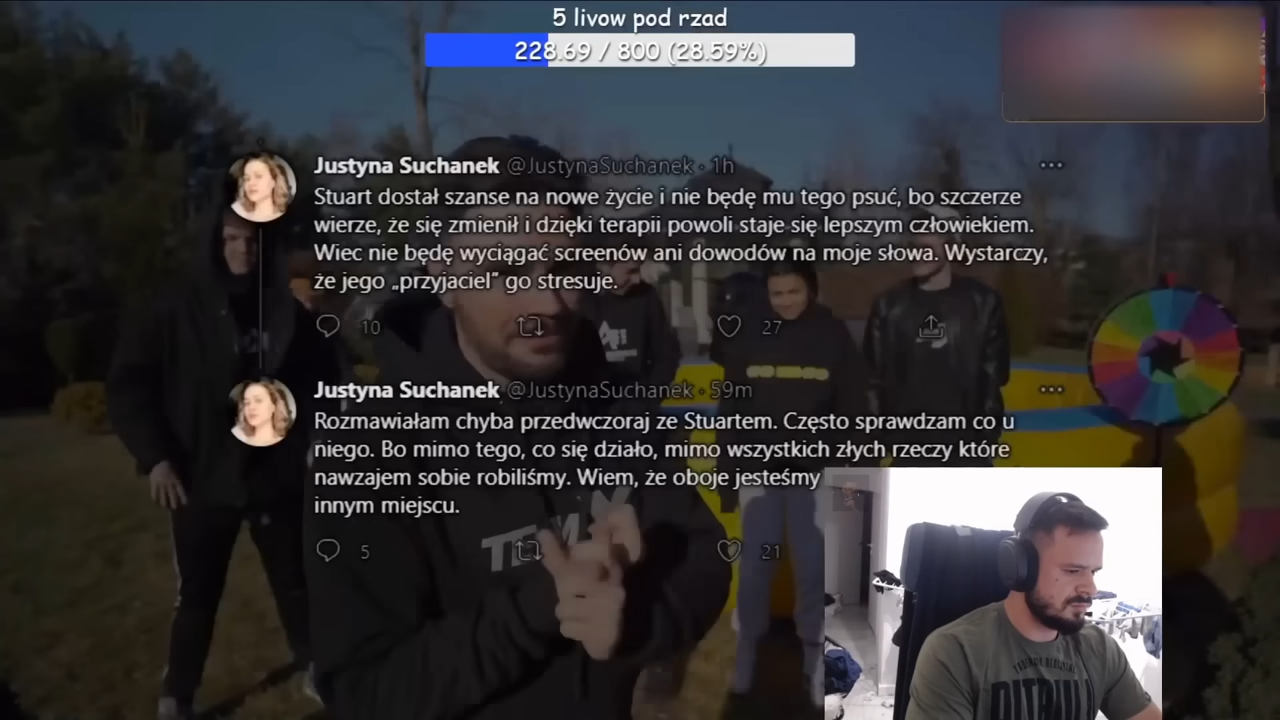 5 livow pod rzad
228.69 / 800 (28.59%)
Justyna Suchanek @JustynaSuchanek · 1h
Stuart dostał szanse na nowe życie i nie będę mu tego psuć, bo szczerze
wierze, że się zmienił i dzięki terapii powoli staje się lepszym człowiekiem.
Wiec nie będę wyciągać screenów ani dowodów na moje słowa. Wystarczy,
że jego „przyjaciel” go stresuje.
10
27
Justyna Suchanek @JustynaSuchanek · 59m
Rozmawiałam chyba przedwczoraj ze Stuartem. Często sprawdzam co u
niego. Bo mimo tego, co się działo, mimo wszystkich złych rzeczy które
nawzajem sobie robiliśmy. Wiem, że oboje jesteśmy
innym miejscu.
5
21